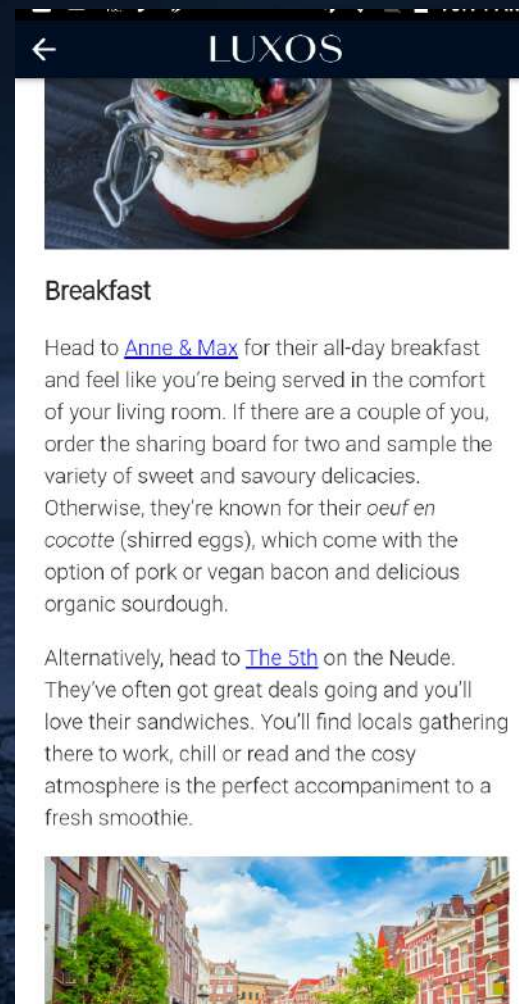 LUXOS
Breakfast
Head to Anne & Max for their all-day breakfast
and feel like you're being served in the comfort
of your living room. If there are a couple of you,
order the sharing board for two and sample the
variety of sweet and savoury delicacies.
Otherwise, they're known for their oeuf en
cocotte (shirred eggs), which come with the
option of pork or vegan bacon and delicious
organic sourdough.
Alternatively, head to The 5th on the Neude.
They've often got great deals going and you'll
love their sandwiches. You'll find locals gathering
there to work, chill or read and the cosy
atmosphere is the perfect accompaniment to a
fresh smoothie.